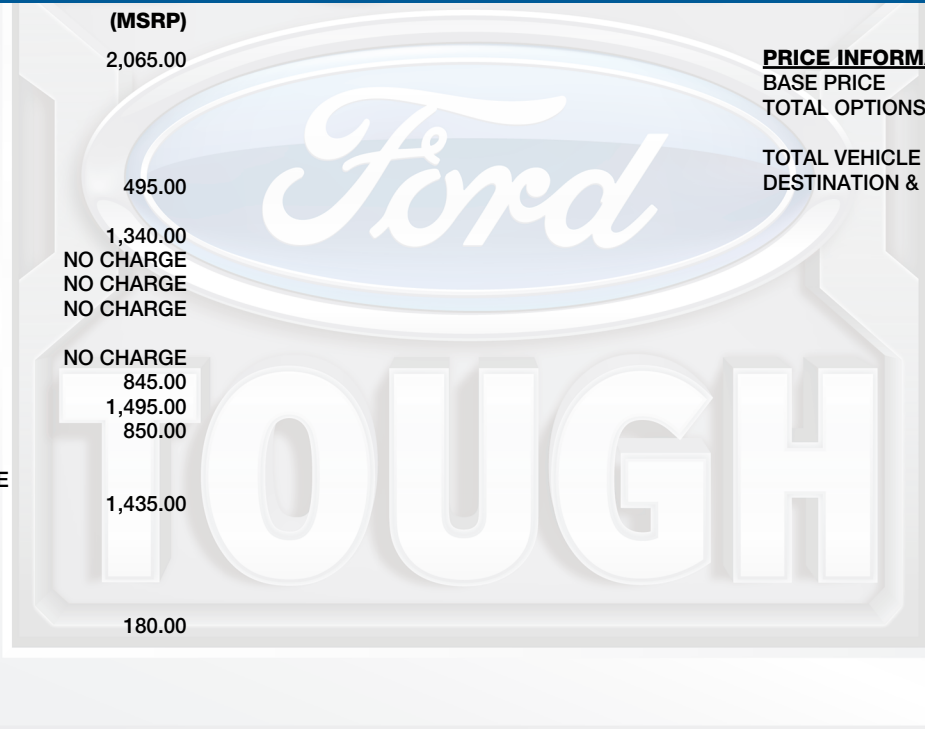 (MSRP)
2,065.00
495.00
1,340.00
NO CHARGE
NO CHARGE
NO CHARGE
NO CHARGE
845.00
1,495.00
850.00
E
1,435.00
180.00
PRICE INFORMA
BASE PRICE
TOTAL OPTIONS
TOTAL VEHICLE
DESTINATION &
Ford
TOUGH